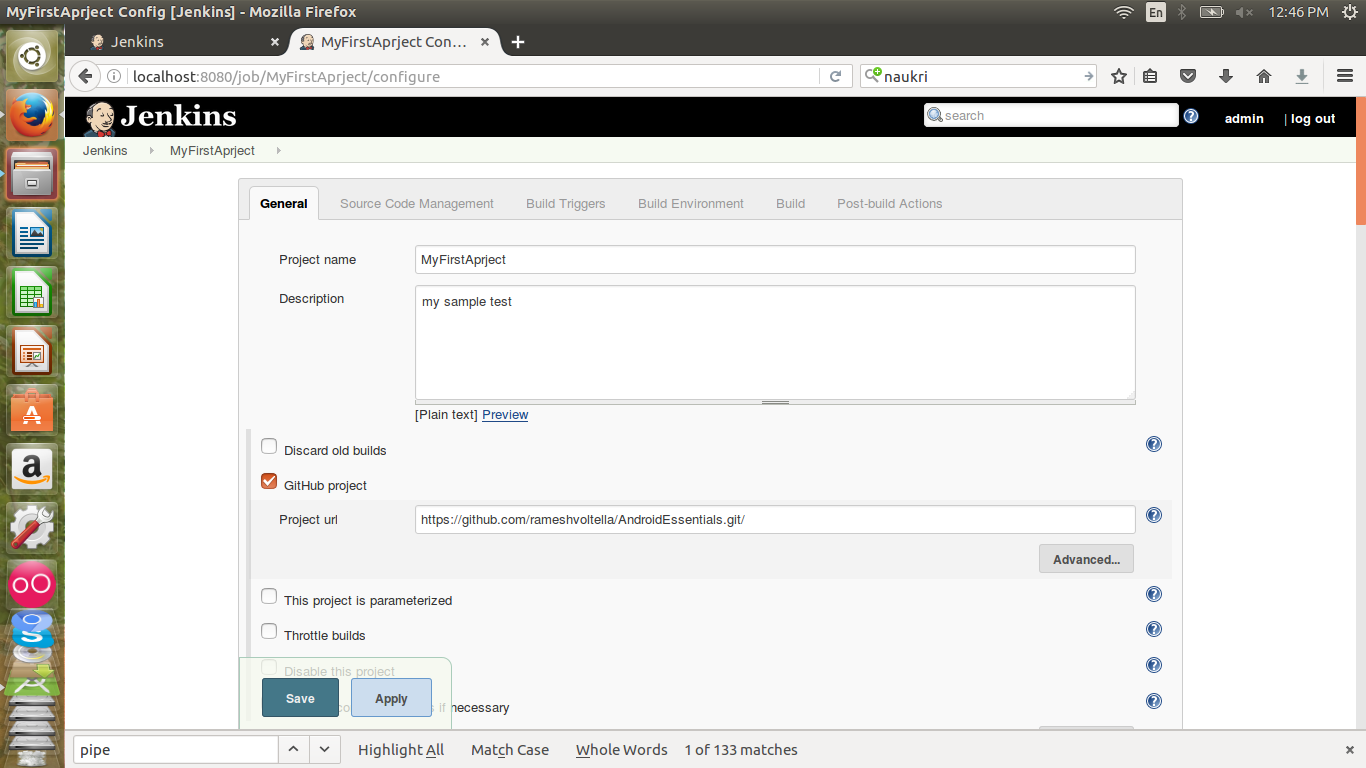 MyFirstAprject Config [Jenkins] - Mozilla Firefox
En
12:46 PM
Jenkins
MyFirstAprject Con...
localhost:8080/job/MyFirstAprject/configure
naukri
Jenkins
search
admin
| log out
Jenkins
MyFirstAprject
General
Source Code Management
Build Triggers
Build Environment
Build
Post-build Actions
Project name
MyFirstAprject
Description
my sample test
[Plain text] Preview
Discard old builds
GitHub project
Project url
https://github.com/rameshvoltella/AndroidEssentials.git/
Advanced...
This project is parameterized
Throttle builds
Disable this project
Save
Apply
if necessary
pipe
Highlight All
Match Case
Whole Words
1 of 133 matches